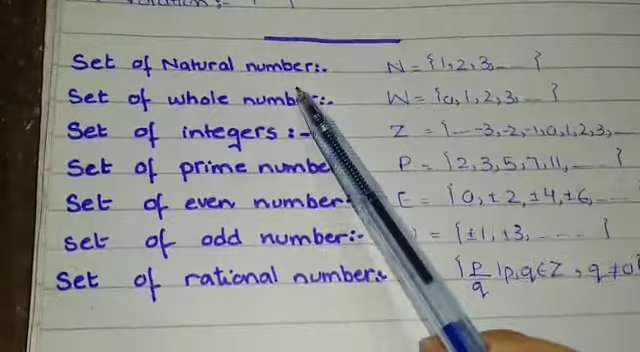 Set of Natural number:- N = {1, 2, 3, ... }
Set of whole number:- W = {0, 1, 2, 3, ... }
Set of integers :- Z = { ... -3, -2, -1, 0, 1, 2, 3, ...
Set of prime numbe P = {2, 3, 5, 7, 11, ... }
Set of even number E = {0, ±2, ±4, ±6, ...
Set of odd number:- = {±1, ±3, ... }
Set of rational number:- {p/q | p, q ∈ Z, q ≠ 0}